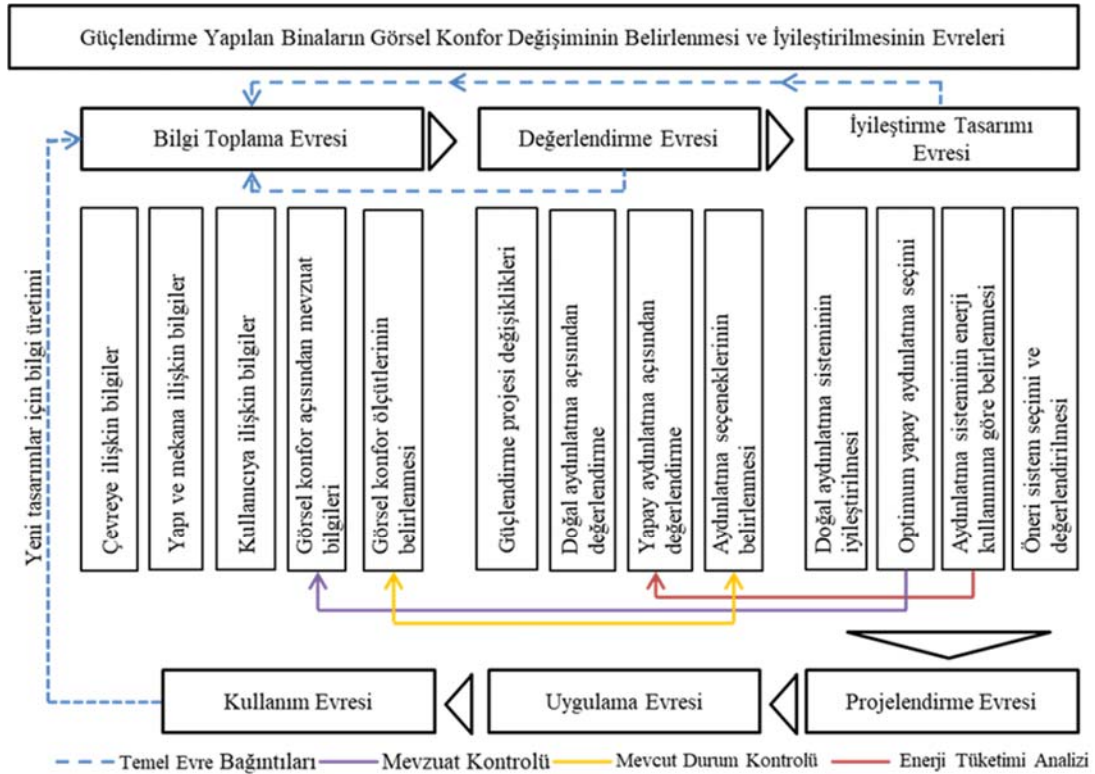 Güçlendirme Yapılan Binaların Görsel Konfor Değişiminin Belirlenmesi ve İyileştirilmesinin Evreleri
Bilgi Toplama Evresi
Değerlendirme Evresi
İyileştirme Tasarımı
Evresi
Yeni tasarımlar için bilgi üretimi
Çevreye ilişkin bilgiler
Yapı ve mekana ilişkin bilgiler
Kullanıcıya ilişkin bilgiler
Görsel konfor açısından mevzuat
bilgileri
Görsel konfor ölçütlerinin
belirlenmesi
Güçlendirme projesi değişiklikleri
Doğal aydınlatma açısından
değerlendirme
Yapay aydınlatma açısından
değerlendirme
Aydınlatma seçeneklerinin
belirlenmesi
Doğal aydınlatma sisteminin
iyileştirilmesi
Optimum yapay aydınlatma seçimi
Aydınlatma sisteminin enerji
kullanımına göre belirlenmesi
Öneri sistem seçimi ve
değerlendirilmesi
Kullanım Evresi
Uygulama Evresi
Projelendirme Evresi
Temel Evre Bağıntıları
Mevzuat Kontrolü
Mevcut Durum Kontrolü
Enerji Tüketimi Analizi